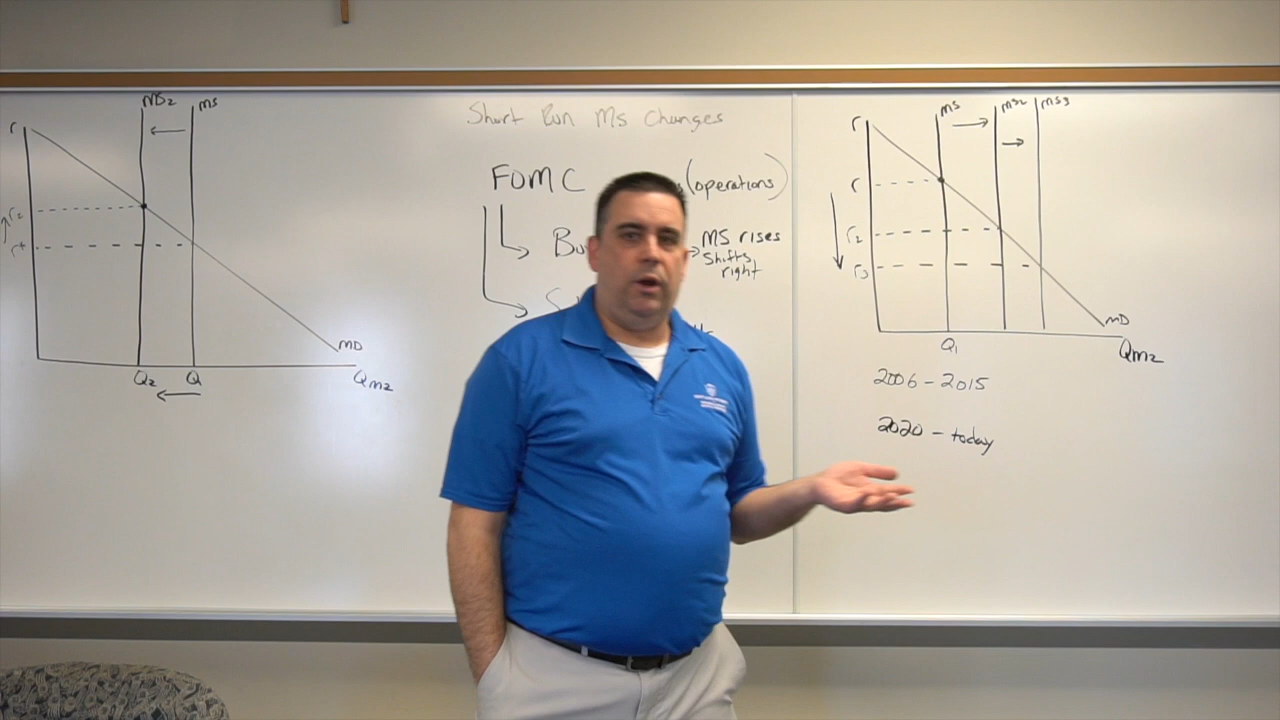 Short Run Ms Changes
FOMC
(operations)
MS rises
Shifts
right
r
MS2
MS
r2
r*
MD
Q2
Q
QM2
r
MS
MS2
MS3
r
r2
r3
MD
Q1
QM2
2006 - 2015
2020 - today